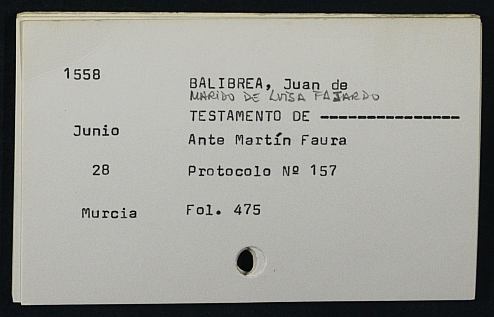 1558
BALIBREA, Juan de
MARIDO DE LUISA FAJARDO
TESTAMENTO DE ---------------
Junio
Ante Martín Faura
28
Protocolo Nº 157
Murcia
Fol. 475